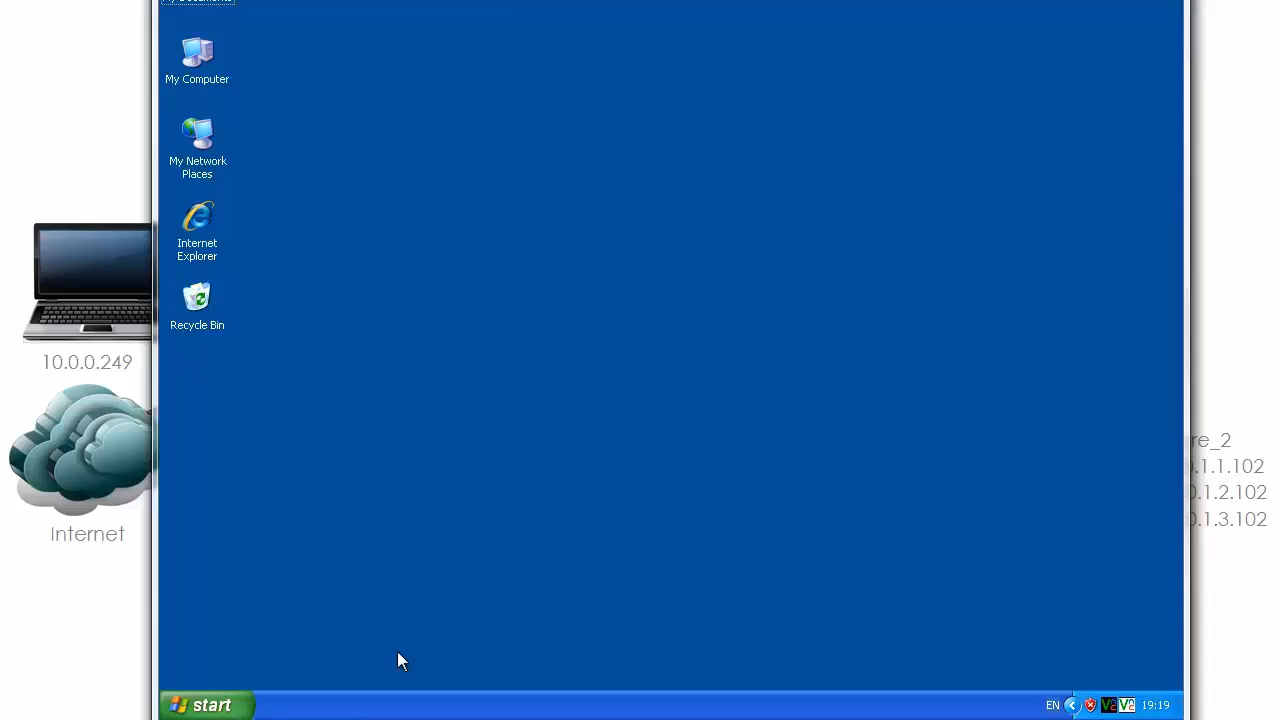 My Computer
My Network
Places
Internet
Explorer
Recycle Bin
10.0.0.249
Internet
re_2
.1.1.102
.1.2.102
.1.3.102
start
EN
19:19